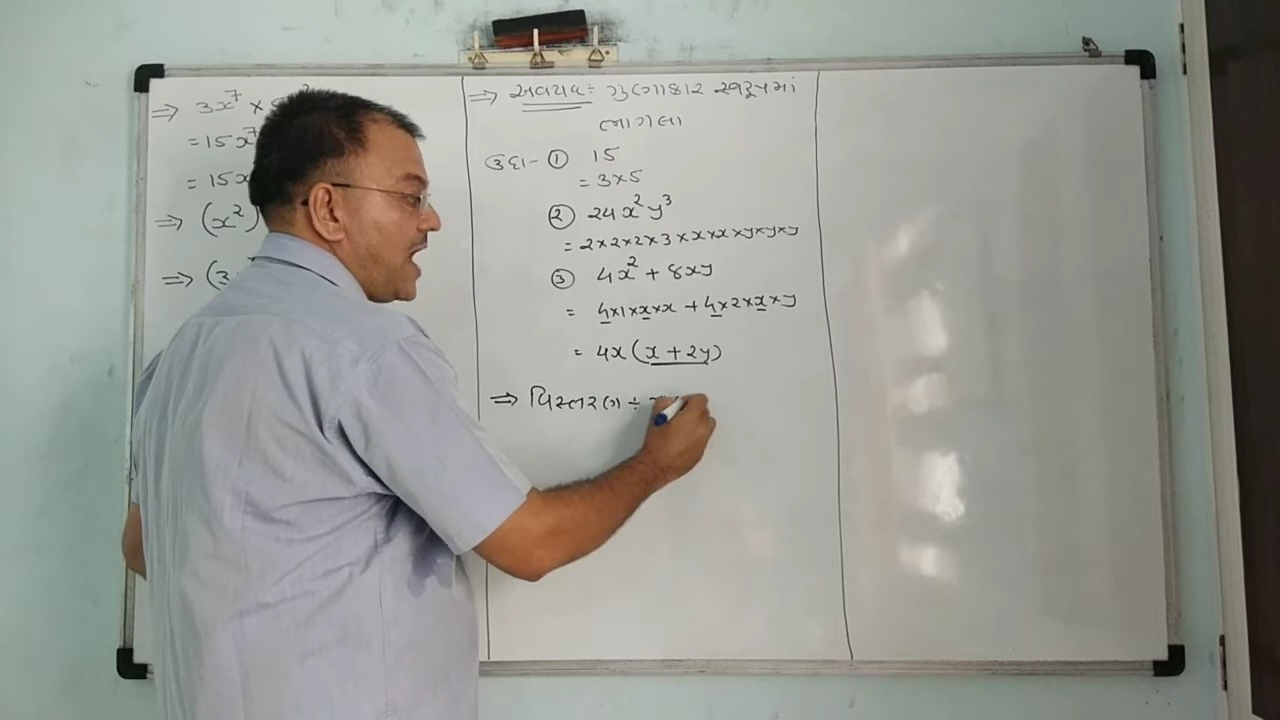 ⇒ 3x⁷ ×
= 15x⁷
= 15x
⇒ (x²)
⇒ (3
⇒ અવયવ ÷ ગુણાકાર સ્વરૂપમાં
ઉદા- ① 15
= 3×5
② 24x²y³
= 2×2×2×3×x×x×y×y×y
③ 4x² + 8xy
= 4×1×x×x + 4×2×x×y
= 4x(x + 2y)
⇒ વિસ્તરણ ÷